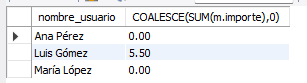 nombre_usuario COALESCE(SUM(m.importe),0)
Ana Pérez 0.00
Luis Gómez 5.50
María López 0.00